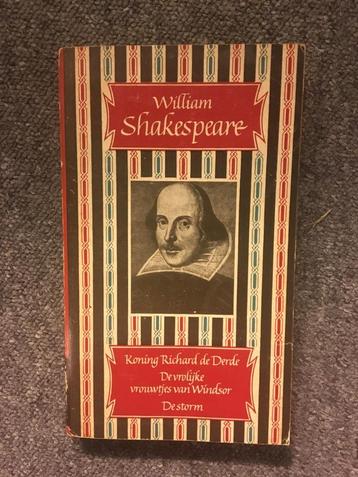 William
Shakespeare
Koning Richard de Derde
De vrolijke
vrouwtjes van Windsor
De storm